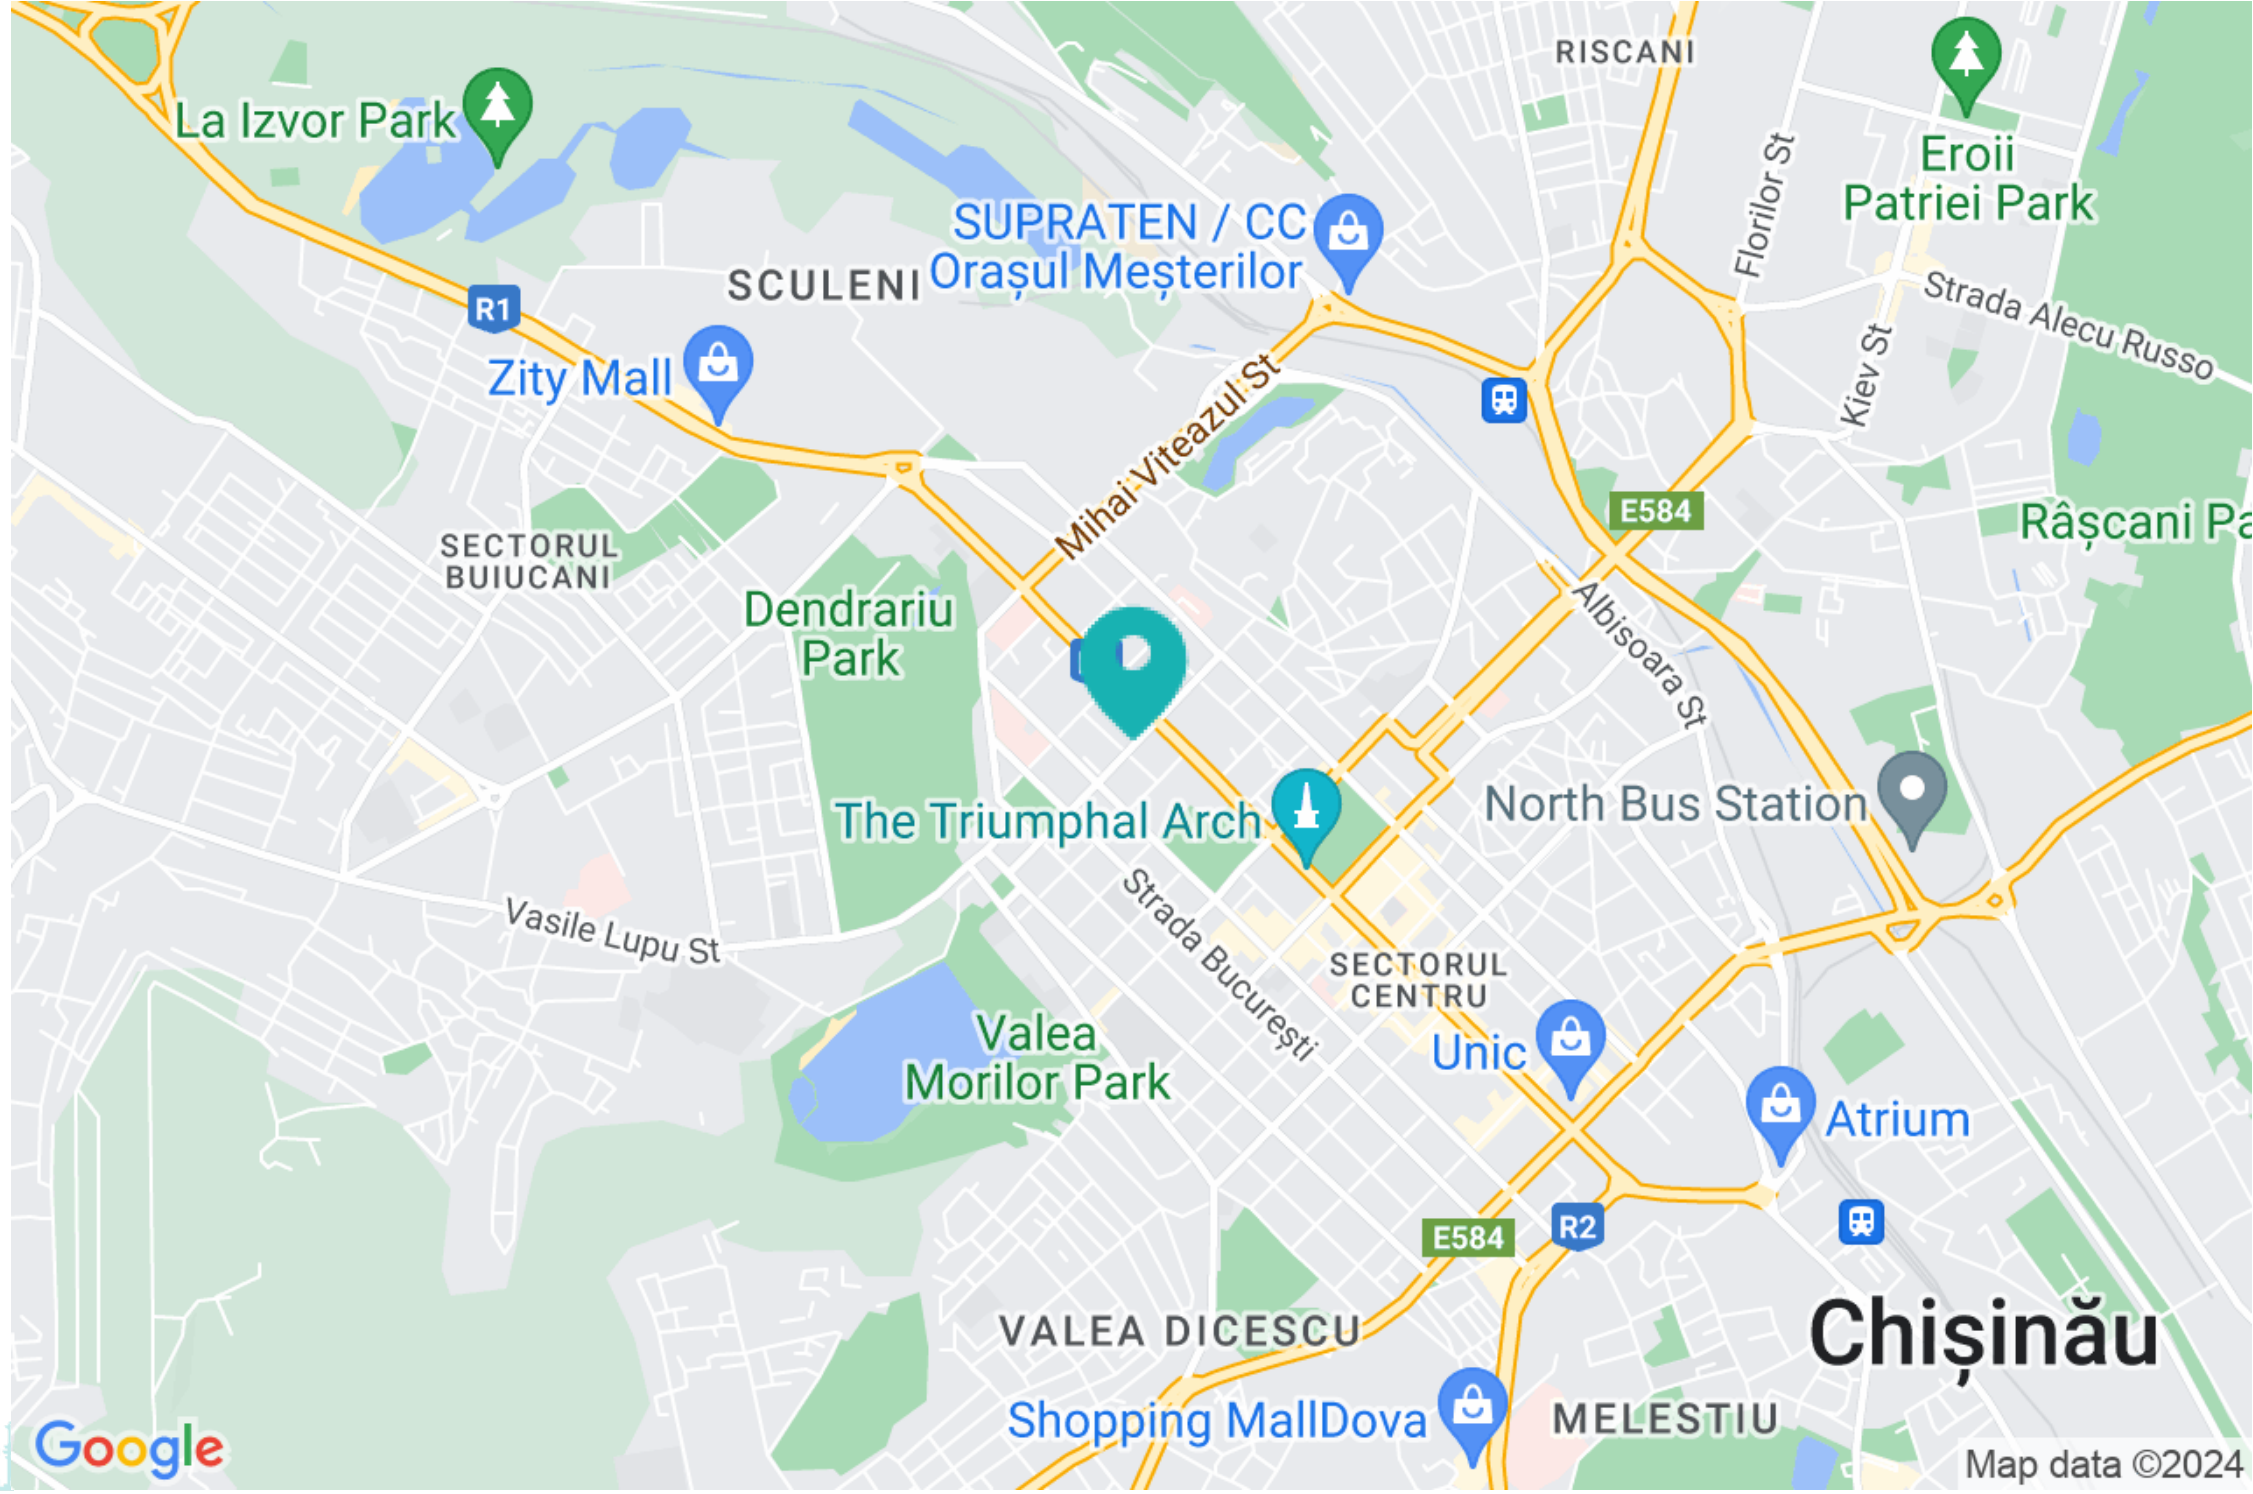 RISCANI
La Izvor Park
Eroii
Patriei Park
Florilor St
SUPRATEN / CC
Orașul Meșterilor
SCULENI
R1
Strada Alecu Russo
Zity Mall
Kiev St
Mihai Viteazul St
E584
Râșcani Pa
SECTORUL
BUIUCANI
Dendrariu
Park
Albisoara St
The Triumphal Arch
North Bus Station
Strada București
Vasile Lupu St
SECTORUL
CENTRU
Valea
Morilor Park
Unic
Atrium
E584
R2
VALEA DICESCU
Chișinău
Shopping MallDova
MELESTIU
Google
Map data ©2024